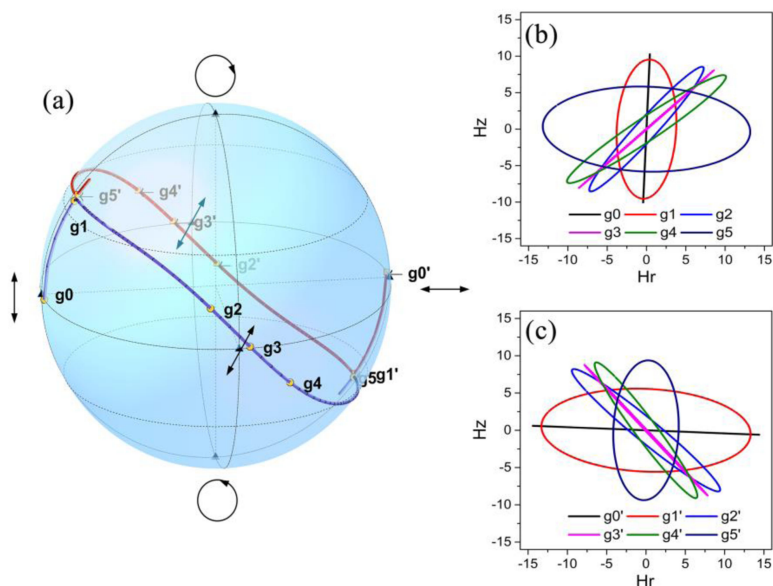 (a)
g5'
g4'
g1
g3'
g2'
g0'
g0
g2
g3
g4
g5g1'
(b)
15
10
5
0
-5
-10
-15
Hz
g0 g1 g2
g3 g4 g5
-15 -10 -5 0 5 10 15
Hr
(c)
15
10
5
0
-5
-10
-15
Hz
g0' g1' g2'
g3' g4' g5'
-15 -10 -5 0 5 10 15
Hr